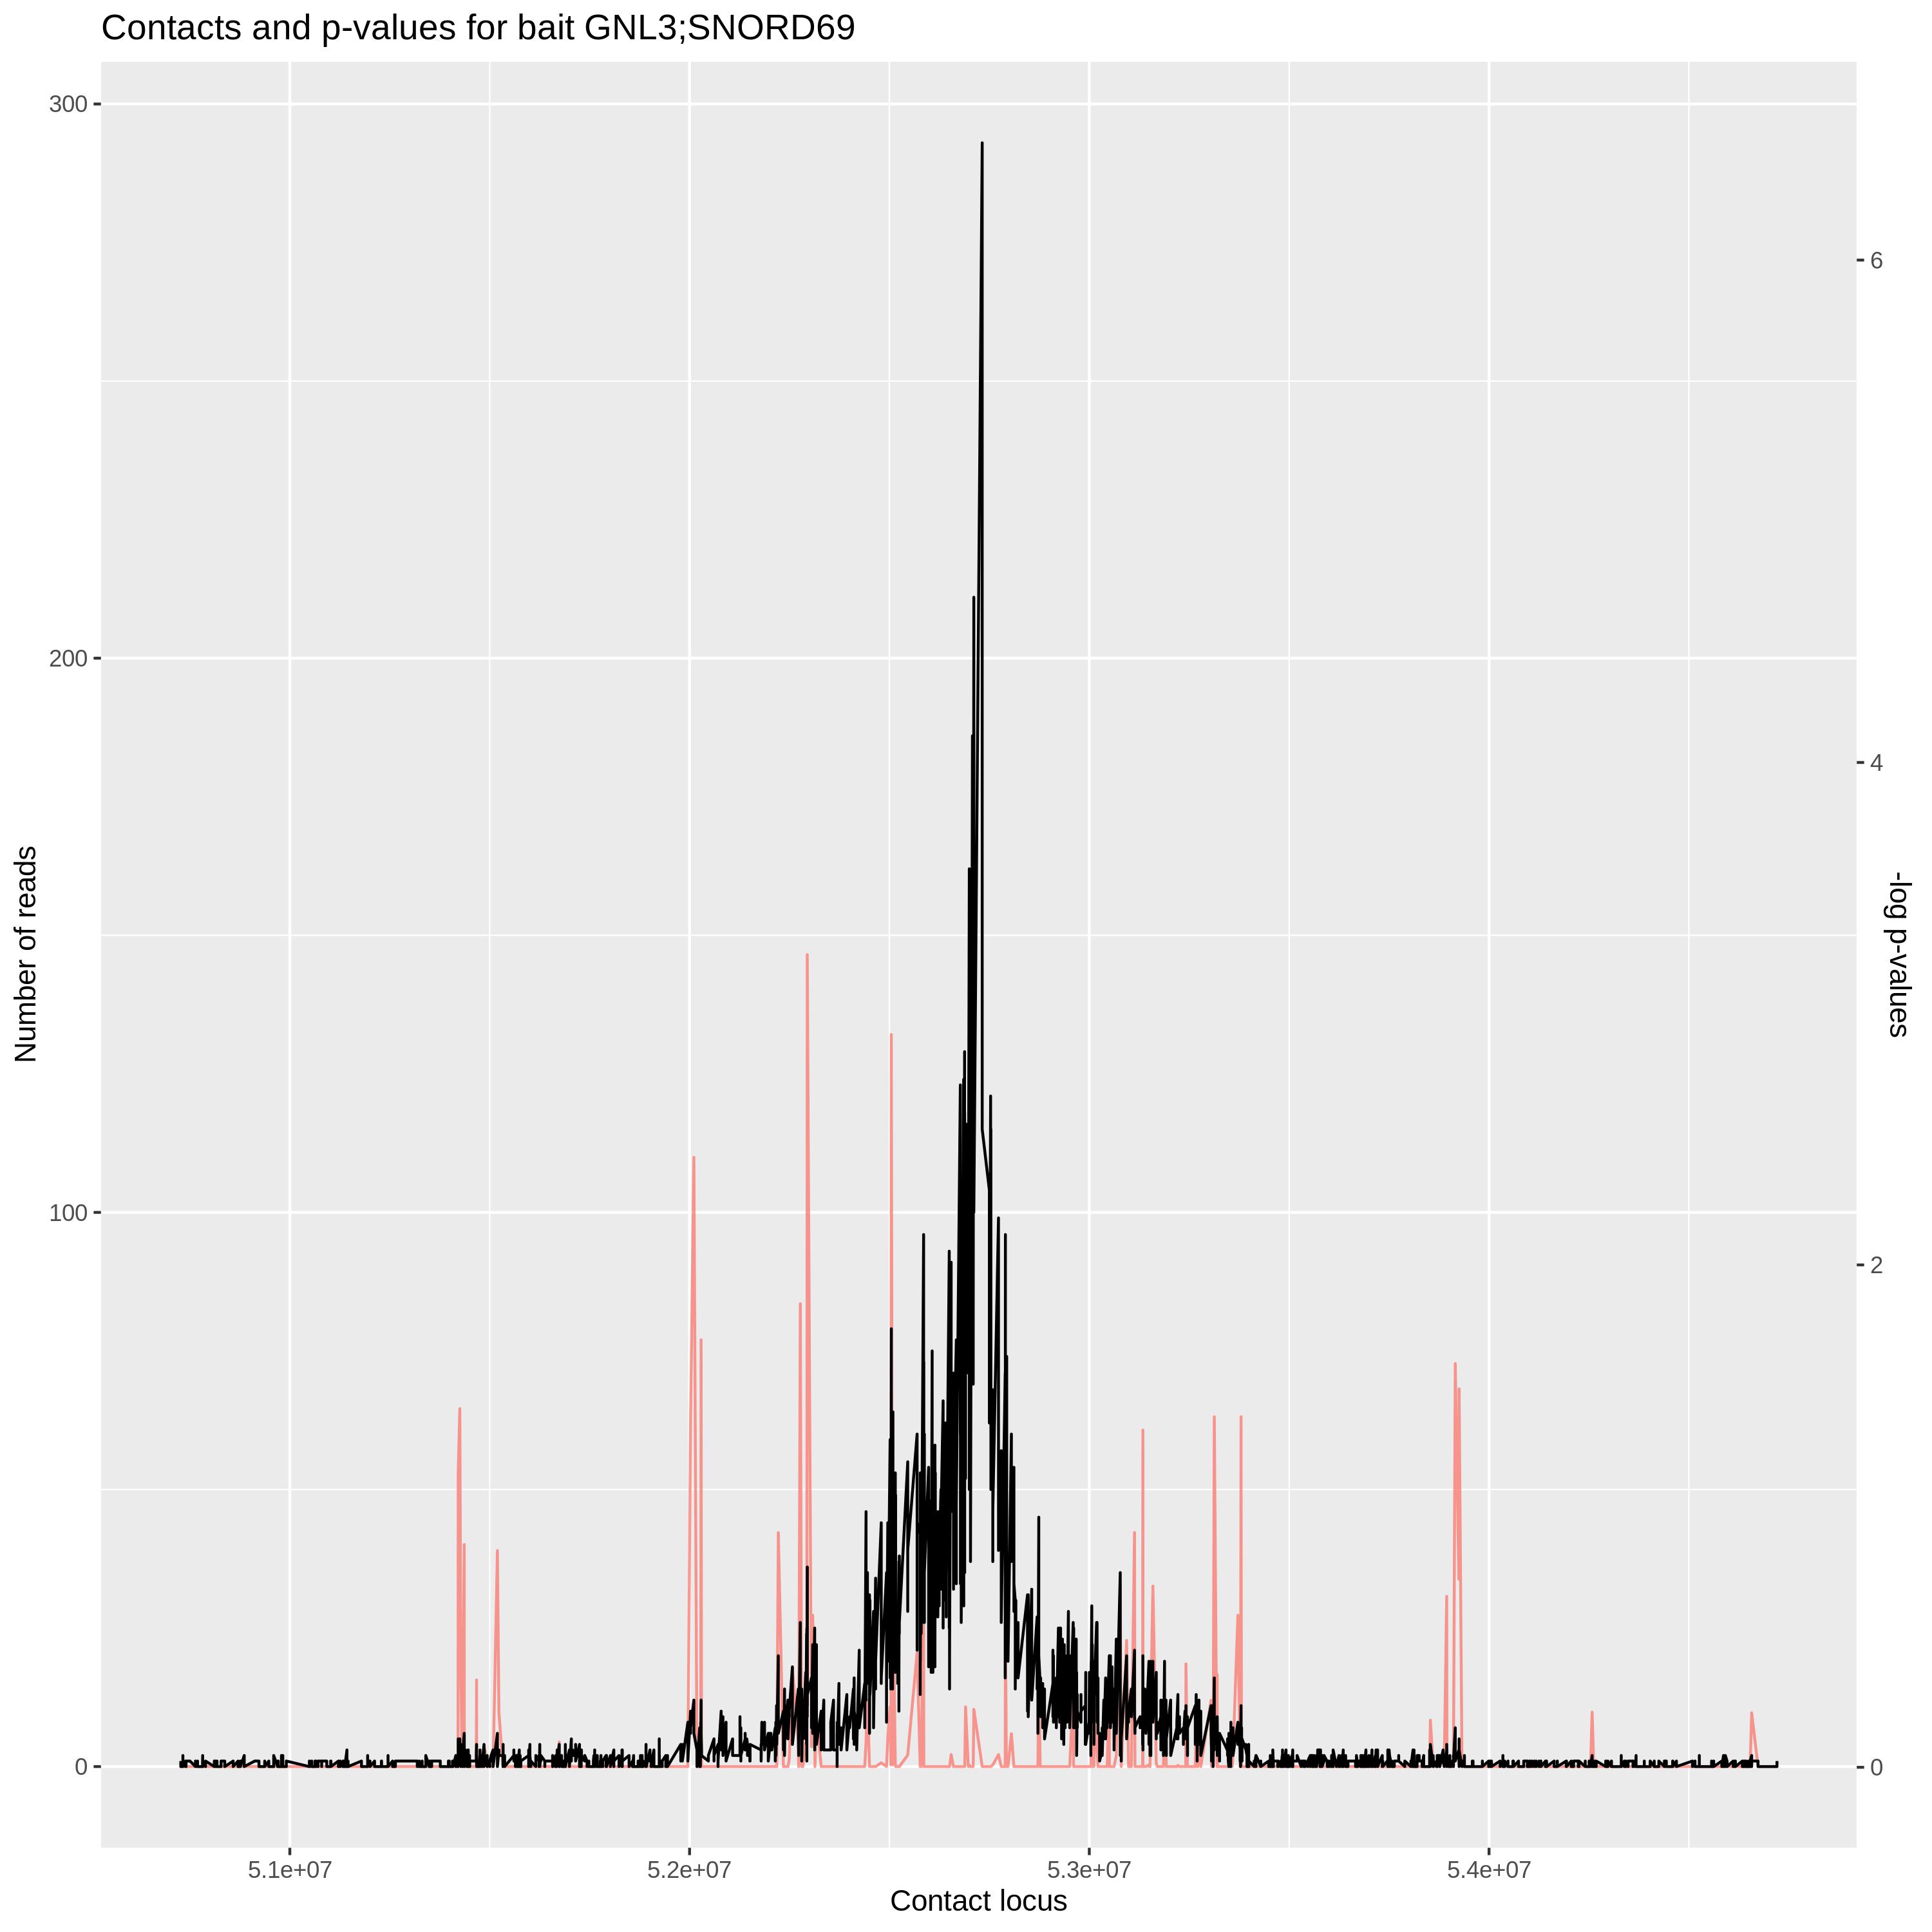 Contacts and p-values for bait GNL3;SNORD69
Number of reads
300
200
100
0
6
4
2
0
-log p-values
5.1e+07 5.2e+07 5.3e+07 5.4e+07
Contact locus